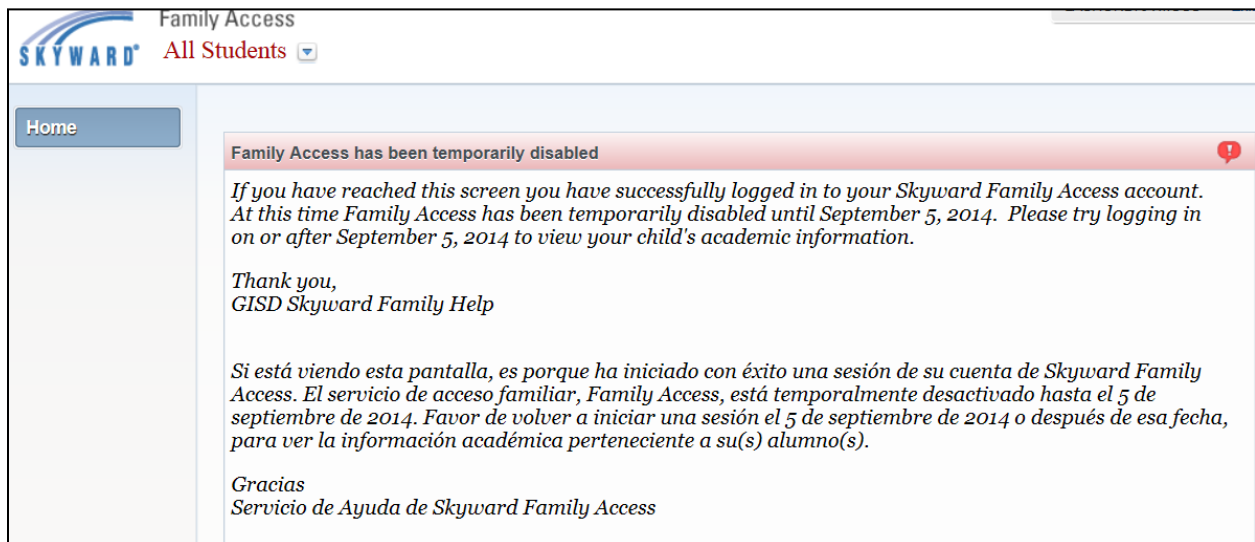 Family Access
SKYWARD®
All Students
Home
Family Access has been temporarily disabled
If you have reached this screen you have successfully logged in to your Skyward Family Access account.
At this time Family Access has been temporarily disabled until September 5, 2014.  Please try logging in
on or after September 5, 2014 to view your child's academic information.
Thank you,
GISD Skyward Family Help
Si está viendo esta pantalla, es porque ha iniciado con éxito una sesión de su cuenta de Skyward Family
Access. El servicio de acceso familiar, Family Access, está temporalmente desactivado hasta el 5 de
septiembre de 2014. Favor de volver a iniciar una sesión el 5 de septiembre de 2014 o después de esa fecha,
para ver la información académica perteneciente a su(s) alumno(s).
Gracias
Servicio de Ayuda de Skyward Family Access